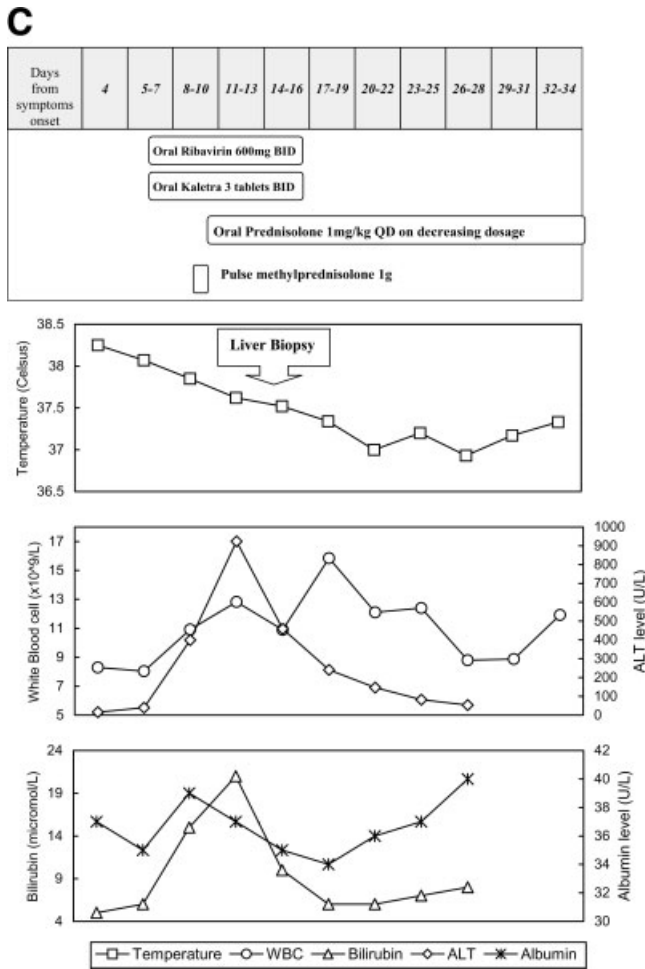 C
Days from symptoms onset 4 5-7 8-10 11-13 14-16 17-19 20-22 23-25 26-28 29-31 32-34
Oral Ribavirin 600mg BID
Oral Kaletra 3 tablets BID
Oral Prednisolone 1mg/kg QD on decreasing dosage
Pulse methylprednisolone 1g
Temperature (Celsus)
38.5
38
37.5
37
36.5
Liver Biopsy
White Blood cell (x10^9/L)
17
15
13
11
9
7
5
1000
900
800
700
600
500
400
300
200
100
0
ALT level (U/L)
Bilirubin (micromol/L)
24
19
14
9
4
42
40
38
36
34
32
30
Albumin level (U/L)
Temperature WBC Bilirubin ALT Albumin